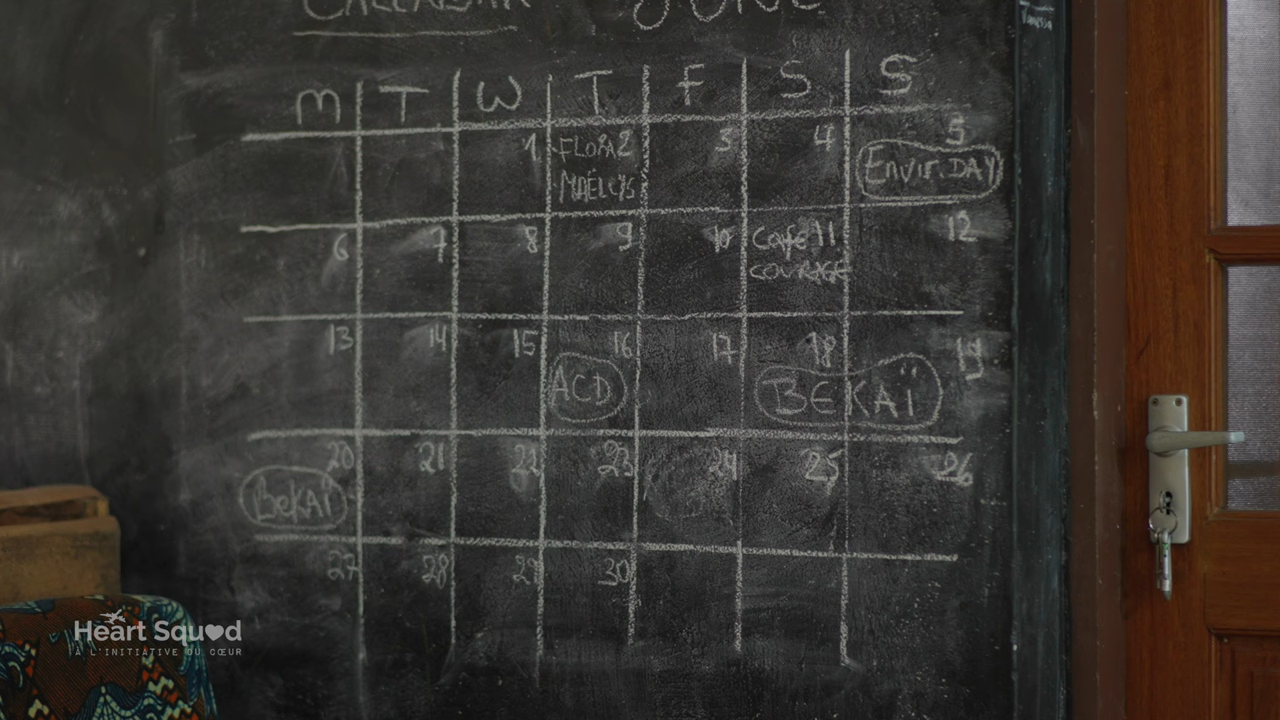 CALENDAR JUNE
M T W T F S S
1 FLORA 2 3 4 5
MAËLYS Envir. DAY
6 7 8 9 10 Café 11 12
COURAGE
13 14 15 16 17 18 19
ACD BEKAÏ
20 21 22 23 24 25 26
BEKAÏ
27 28 29 30
Heart Squad
À L'INITIATIVE DU CŒUR